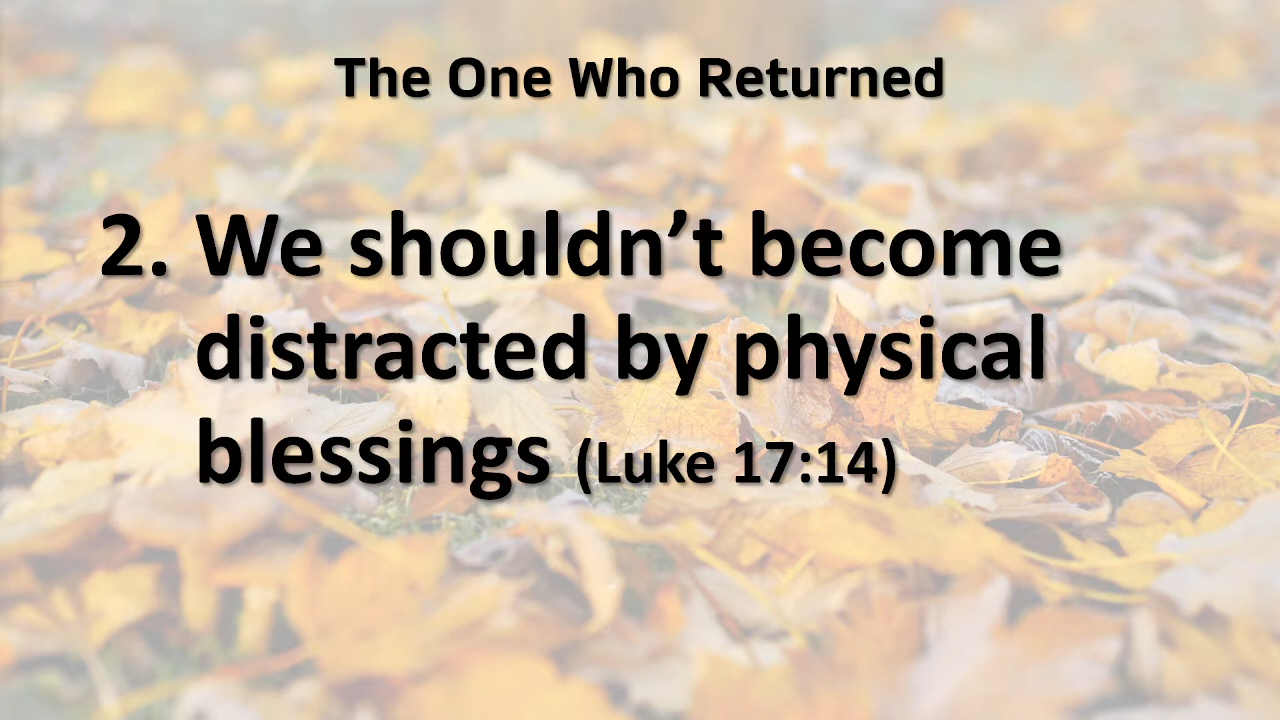 The One Who Returned
2. We shouldn’t become
distracted by physical
blessings (Luke 17:14)